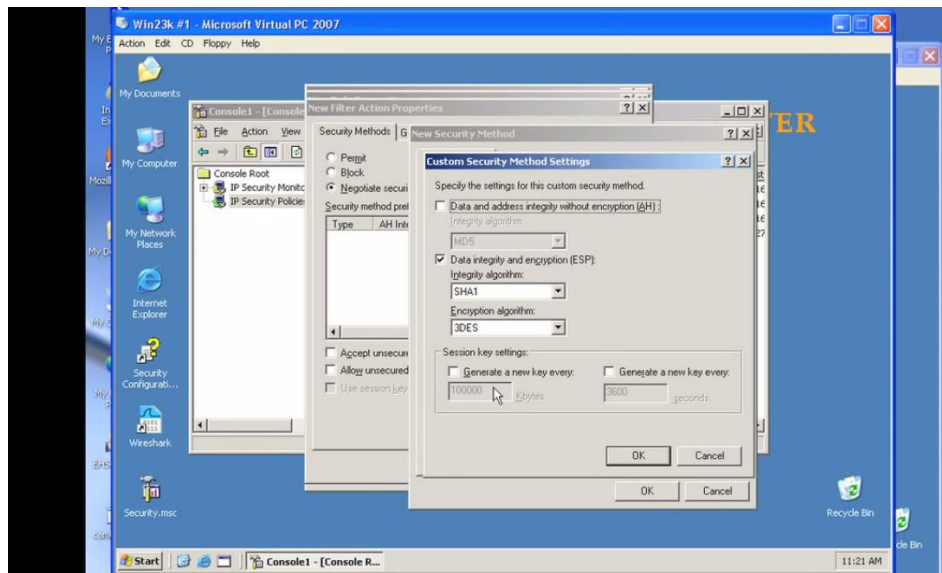 Win23k #1 - Microsoft Virtual PC 2007
Action Edit CD Floppy Help
My Documents
My Computer
My Network
Places
Internet
Explorer
Security
Configurati...
Wireshark
Security.msc
Recycle Bin
ER
Console1 - [Console
File Action View
Console Root
IP Security Monito
IP Security Policie
New Filter Action Properties
Security Methods G
Permit
Block
Negotiate securi
Security method pref
Type AH Inte
Accept unsecure
Allow unsecured
Use session key
New Security Method
Custom Security Method Settings
Specify the settings for this custom security method.
Data and address integrity without encryption (AH):
Integrity algorithm:
MD5
Data integrity and encryption (ESP):
Integrity algorithm:
SHA1
Encryption algorithm:
3DES
Session key settings:
Generate a new key every:
100000 Kbytes
Generate a new key every:
3600 seconds
OK Cancel
OK Cancel
Start
Console1 - [Console R...
11:21 AM
cle Bin